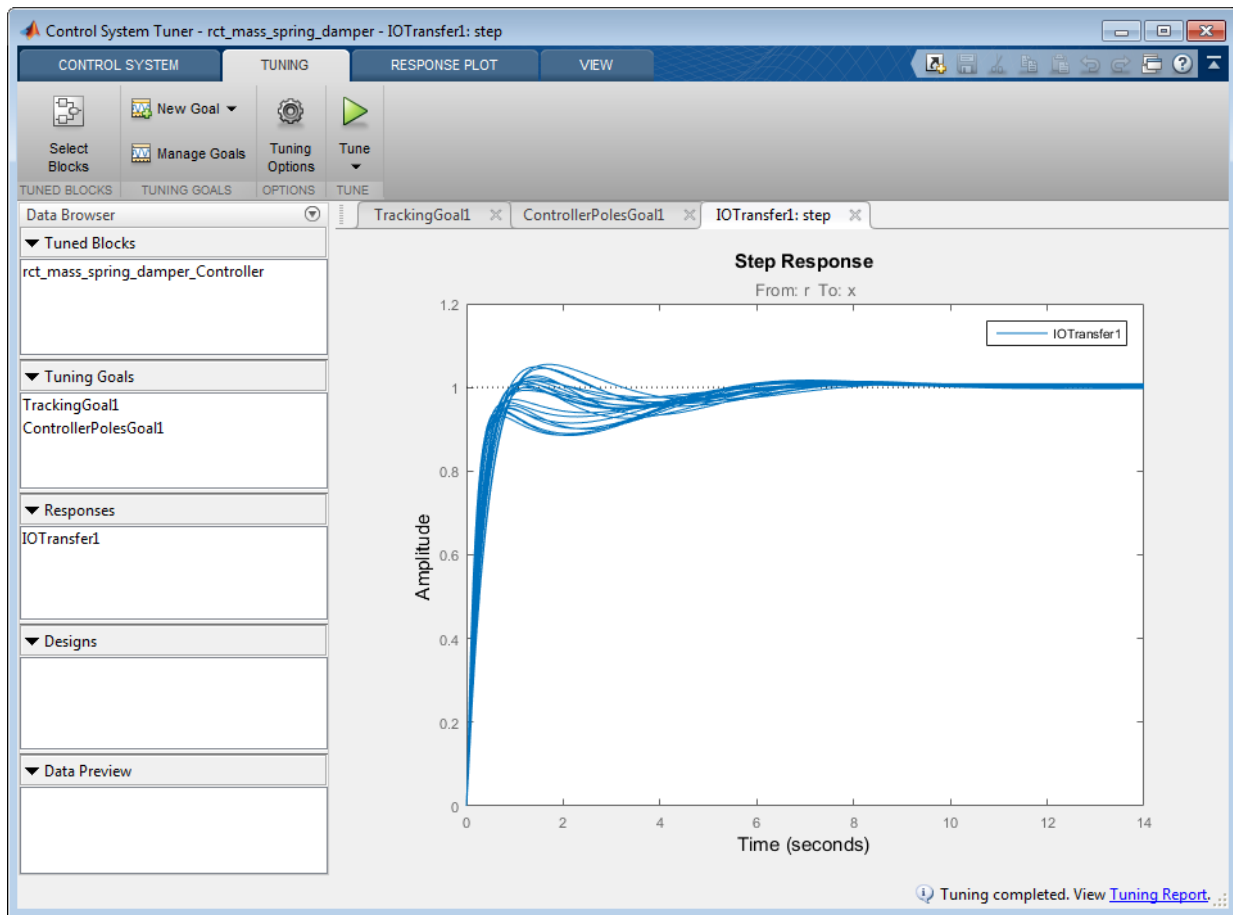 Control System Tuner - rct_mass_spring_damper - IOTransfer1: step
CONTROL SYSTEM TUNING RESPONSE PLOT VIEW
New Goal
Manage Goals
Select
Blocks
Tuning
Options
Tune
TUNED BLOCKS TUNING GOALS OPTIONS TUNE
Data Browser
Tuned Blocks
rct_mass_spring_damper_Controller
Tuning Goals
TrackingGoal1
ControllerPolesGoal1
Responses
IOTransfer1
Designs
Data Preview
TrackingGoal1 ControllerPolesGoal1 IOTransfer1: step
Step Response
From: r To: x
IOTransfer1
Amplitude
1.2
1
0.8
0.6
0.4
0.2
0
0 2 4 6 8 10 12 14
Time (seconds)
Tuning completed. View Tuning Report.